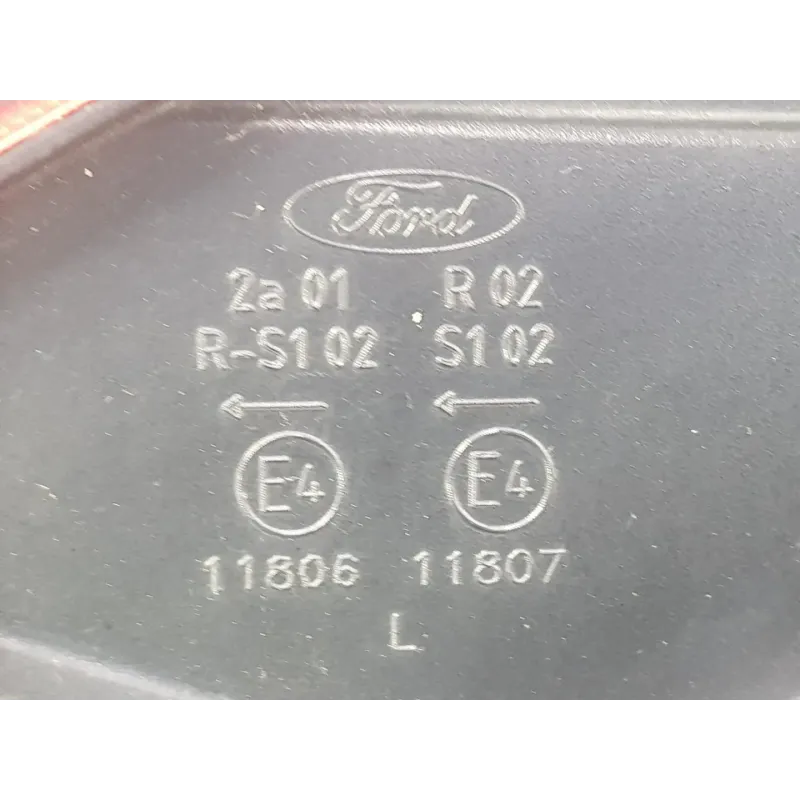 Ford
2a 01 R 02
R-S1 02 S1 02
E4 E4
11806 11807
L